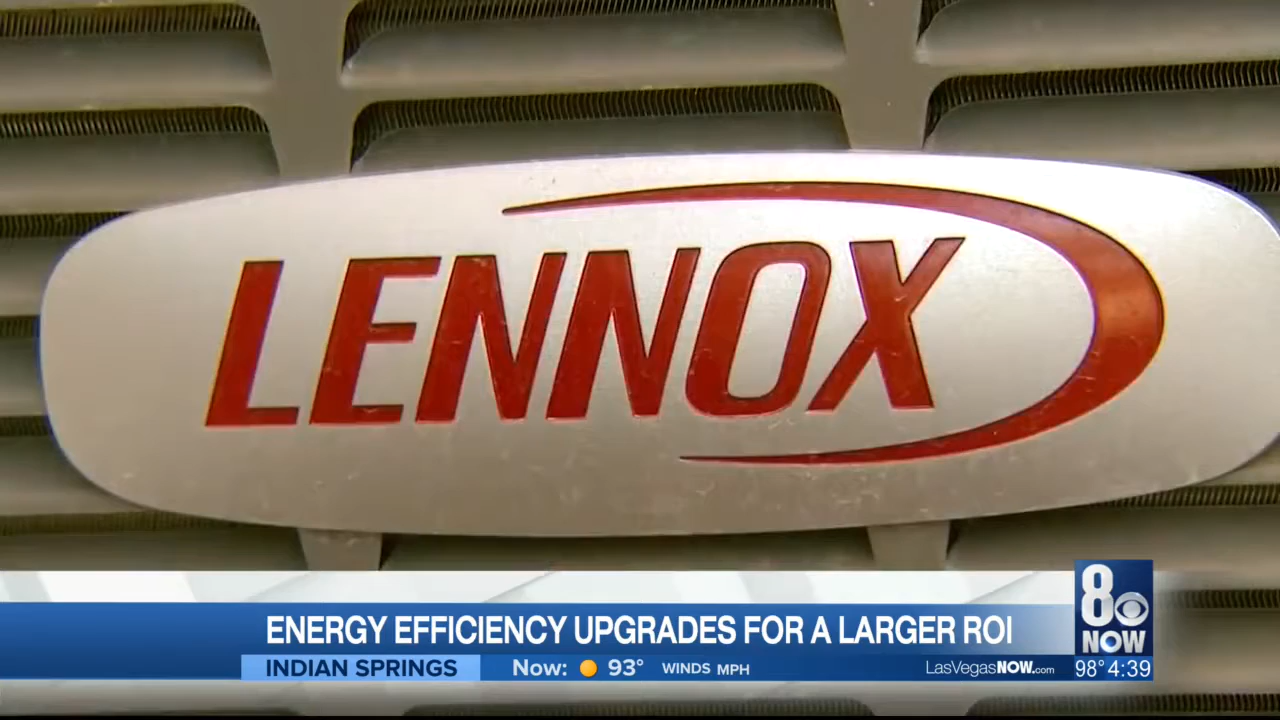 LENNOX
ENERGY EFFICIENCY UPGRADES FOR A LARGER ROI
8
NOW
INDIAN SPRINGS Now: 93° WINDS MPH LasVegasNOW.com 98° 4:39